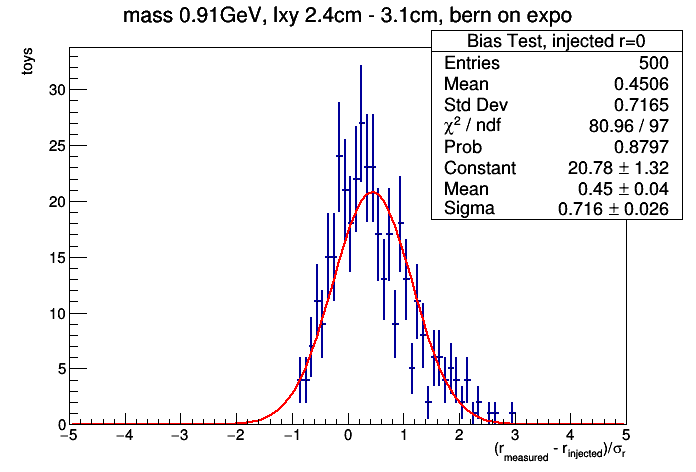 mass 0.91GeV, lxy 2.4cm - 3.1cm, bern on expo
Bias Test, injected r=0
Entries 500
Mean 0.4506
Std Dev 0.7165
χ² / ndf 80.96 / 97
Prob 0.8797
Constant 20.78 ± 1.32
Mean 0.45 ± 0.04
Sigma 0.716 ± 0.026
toys
30
25
20
15
10
5
0
−5 −4 −3 −2 −1 0 1 2 3 4 5
(r_measured - r_injected)/σ_r